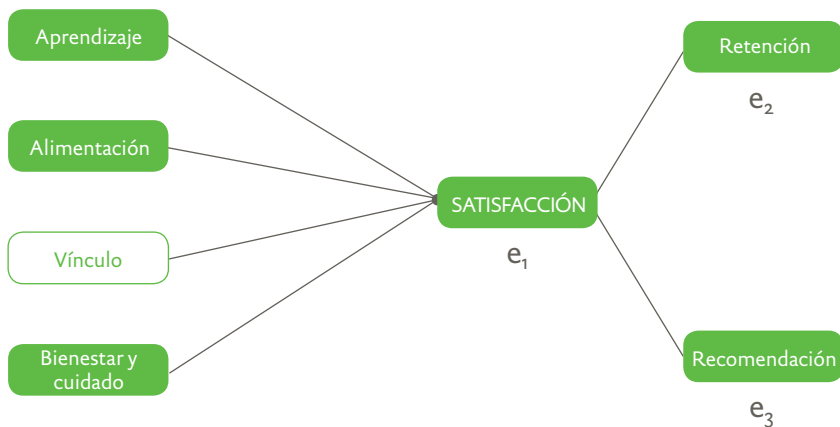 Aprendizaje
Alimentación
Vínculo
Bienestar y
cuidado
SATISFACCIÓN
e₁
Retención
e₂
Recomendación
e₃